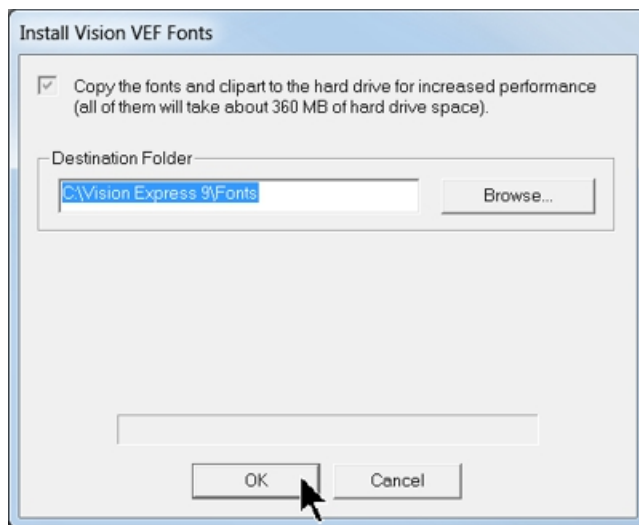 Install Vision VEF Fonts
Copy the fonts and clipart to the hard drive for increased performance
(all of them will take about 360 MB of hard drive space).
Destination Folder
C:\Vision Express 9\Fonts
Browse...
OK
Cancel